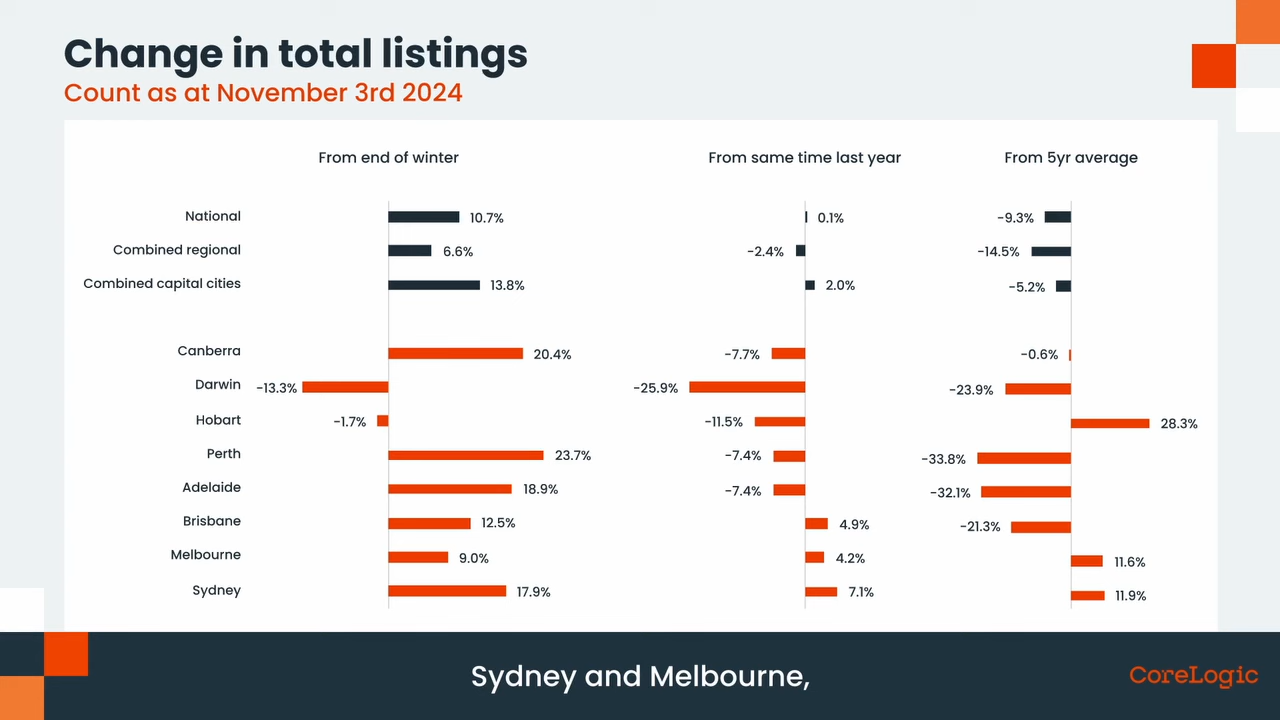 Change in total listings
Count as at November 3rd 2024
From end of winter From same time last year From 5yr average
National 10.7% 0.1% -9.3%
Combined regional 6.6% -2.4% -14.5%
Combined capital cities 13.8% 2.0% -5.2%
Canberra 20.4% -7.7% -0.6%
Darwin -13.3% -25.9% -23.9%
Hobart -1.7% -11.5% 28.3%
Perth 23.7% -7.4% -33.8%
Adelaide 18.9% -7.4% -32.1%
Brisbane 12.5% 4.9% -21.3%
Melbourne 9.0% 4.2% 11.6%
Sydney 17.9% 7.1% 11.9%
Sydney and Melbourne,
CoreLogic